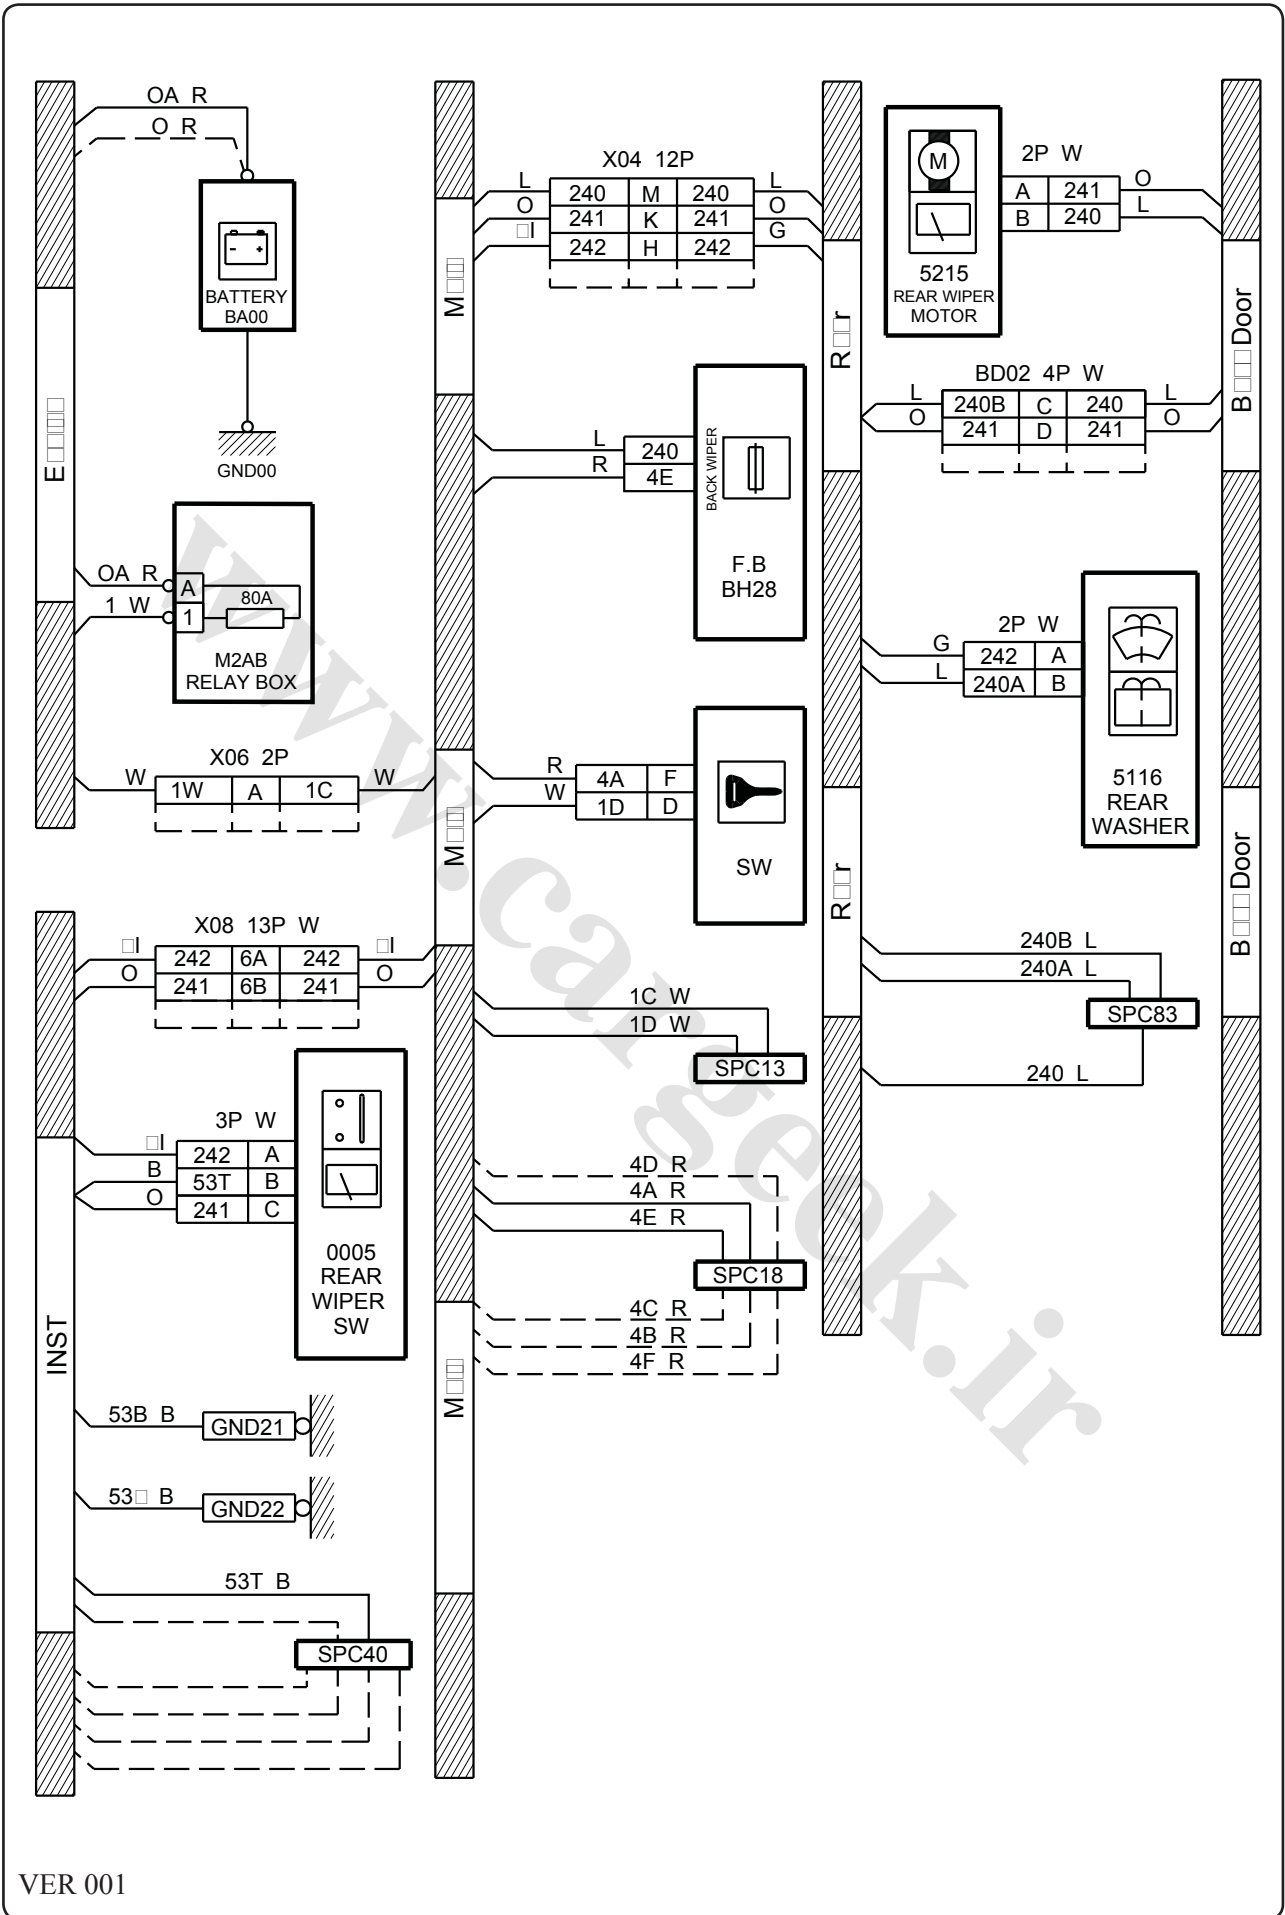 OA R
O R
BATTERY
BA00
GND00
OA R
A
80A
1 W
1
M2AB
RELAY BOX
X06 2P
W 1W A 1C W
X08 13P W
242 6A 242
O 241 6B 241 O
3P W
242 A
B 53T B
O 241 C
0005
REAR
WIPER
SW
INST
53B B
GND21
B
GND22
53T B
SPC40
X04 12P
L 240 M 240 L
O 241 K 241 O
242 H 242 G
BACK WIPER
L 240
R 4E
F.B
BH28
R 4A F
W 1D D
SW
1C W
1D W
SPC13
4D R
4A R
4E R
SPC18
4C R
4B R
4F R
2P W
M
A 241 O
B 240 L
5215
REAR WIPER
MOTOR
BD02 4P W
L 240B C 240 L
O 241 D 241 O
Door
2P W
G 242 A
L 240A B
5116
REAR
WASHER
Door
240B L
240A L
SPC83
240 L
www.cargeek.ir
VER 001